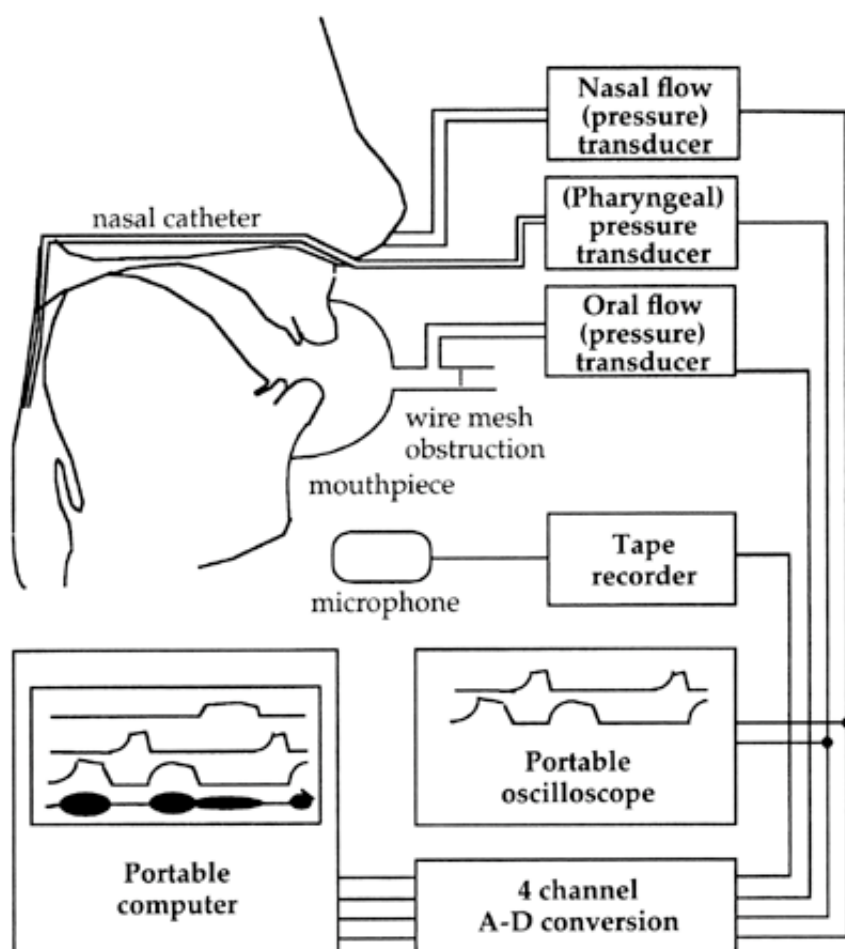 Nasal flow
(pressure)
transducer
nasal catheter
(Pharyngeal)
pressure
transducer
Oral flow
(pressure)
transducer
wire mesh
obstruction
mouthpiece
Tape
recorder
microphone
Portable
oscilloscope
Portable
computer
4 channel
A-D conversion